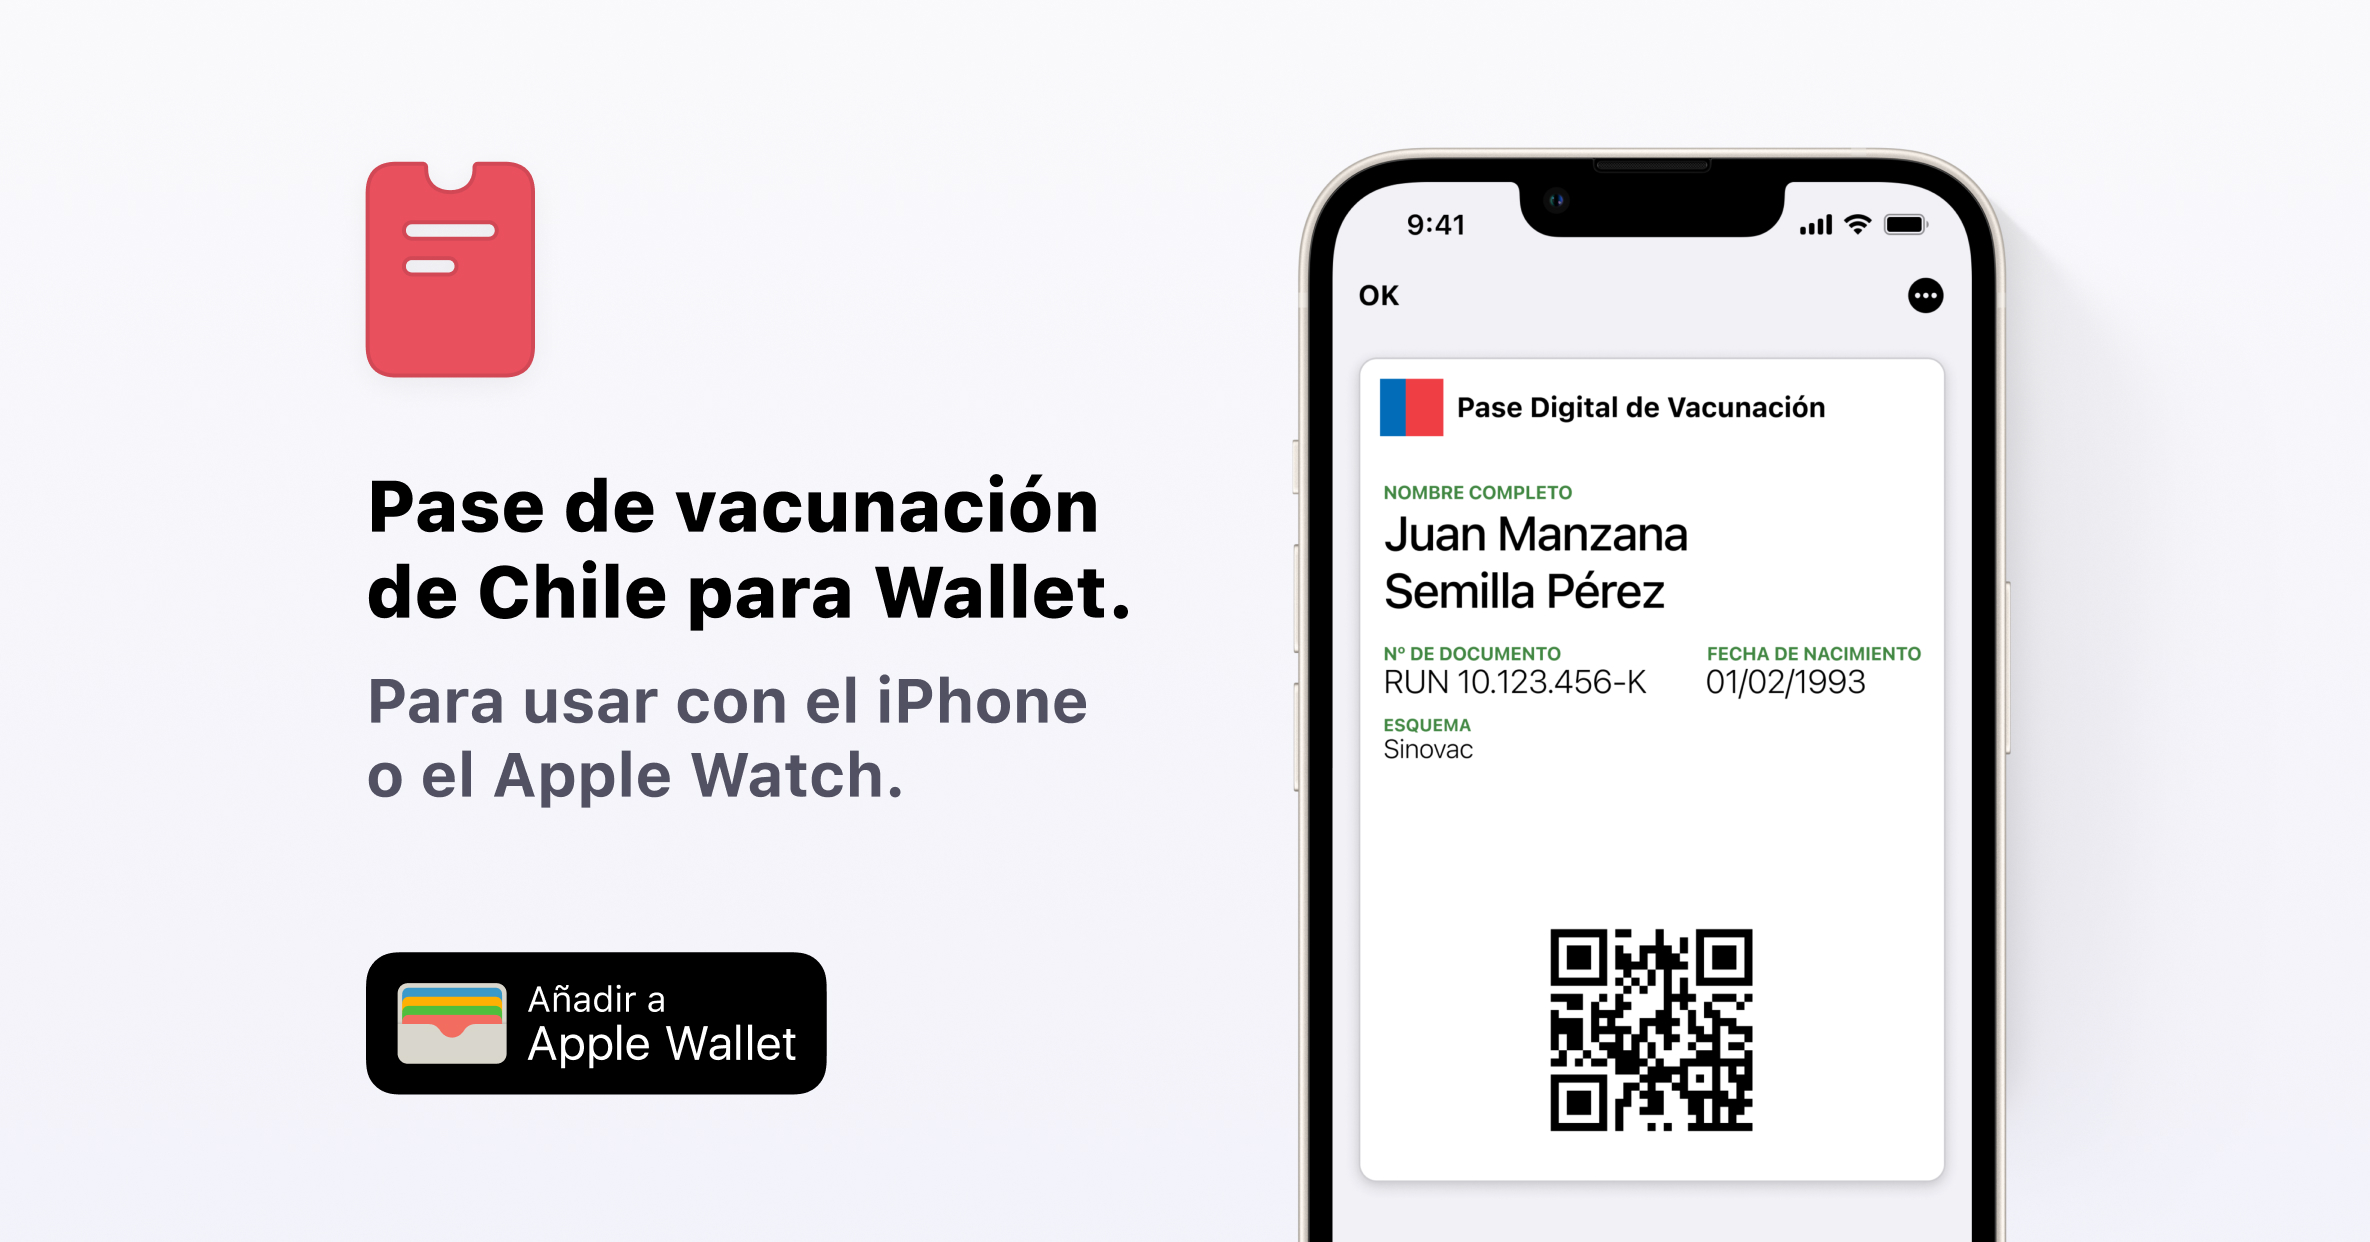 Pase de vacunación
de Chile para Wallet.
Para usar con el iPhone
o el Apple Watch.
Añadir a
Apple Wallet
9:41
OK
Pase Digital de Vacunación
NOMBRE COMPLETO
Juan Manzana
Semilla Pérez
Nº DE DOCUMENTO FECHA DE NACIMIENTO
RUN 10.123.456-K 01/02/1993
ESQUEMA
Sinovac